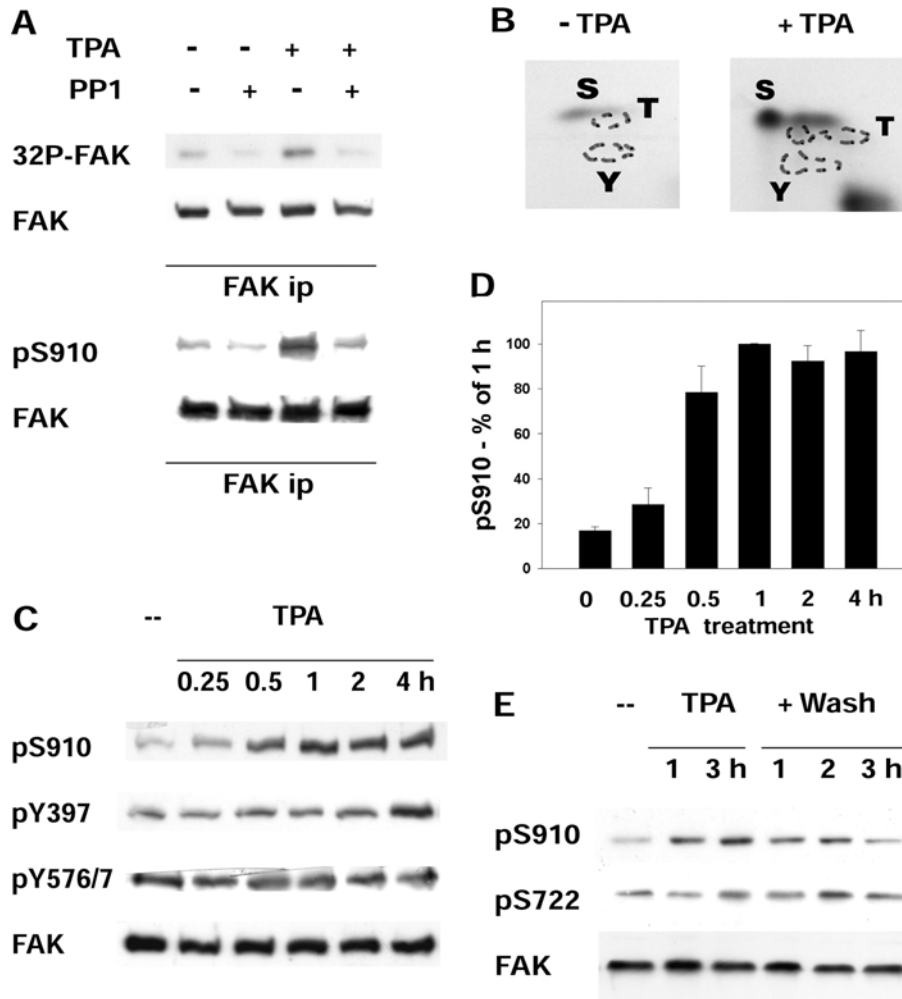 A
TPA - - + +
PP1 - + - +
32P-FAK
FAK
FAK ip
pS910
FAK
FAK ip
B
- TPA + TPA
S T
Y
S T
Y
D
pS910 - % of 1 h
100
80
60
40
20
0
0 0.25 0.5 1 2 4 h
TPA treatment
C
-- TPA
0.25 0.5 1 2 4 h
pS910
pY397
pY576/7
FAK
E
-- TPA + Wash
1 3 h 1 2 3 h
pS910
pS722
FAK